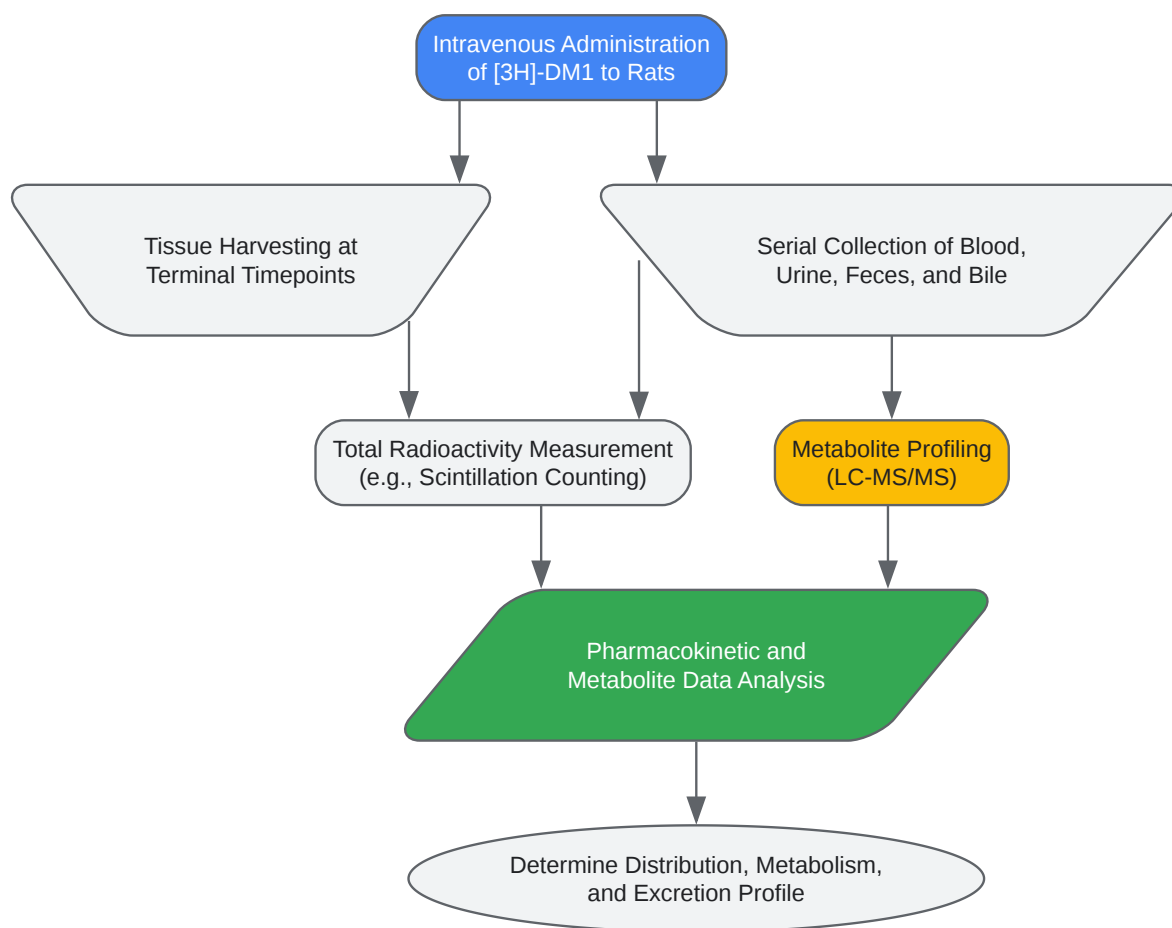 Intravenous Administration
of [3H]-DM1 to Rats
Tissue Harvesting at
Terminal Timepoints
Serial Collection of Blood,
Urine, Feces, and Bile
Total Radioactivity Measurement
(e.g., Scintillation Counting)
Metabolite Profiling
(LC-MS/MS)
Pharmacokinetic and
Metabolite Data Analysis
Determine Distribution, Metabolism,
and Excretion Profile